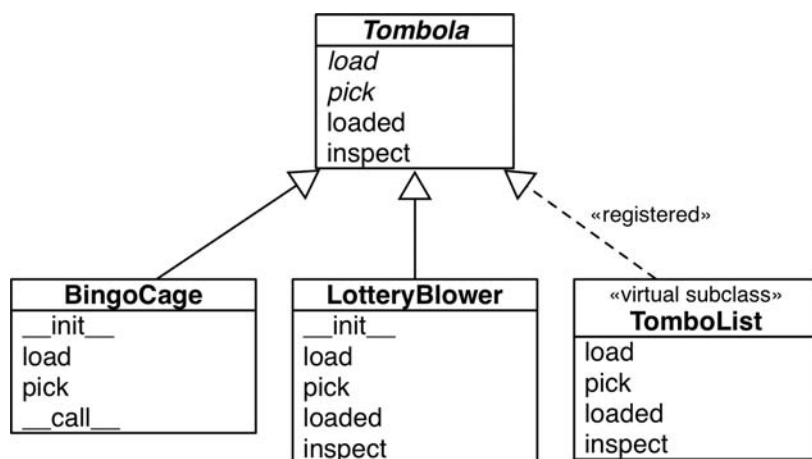 Tombola
load
pick
loaded
inspect
«registered»
BingoCage
__init__
load
pick
__call__
LotteryBlower
__init__
load
pick
loaded
inspect
«virtual subclass»
TomboList
load
pick
loaded
inspect